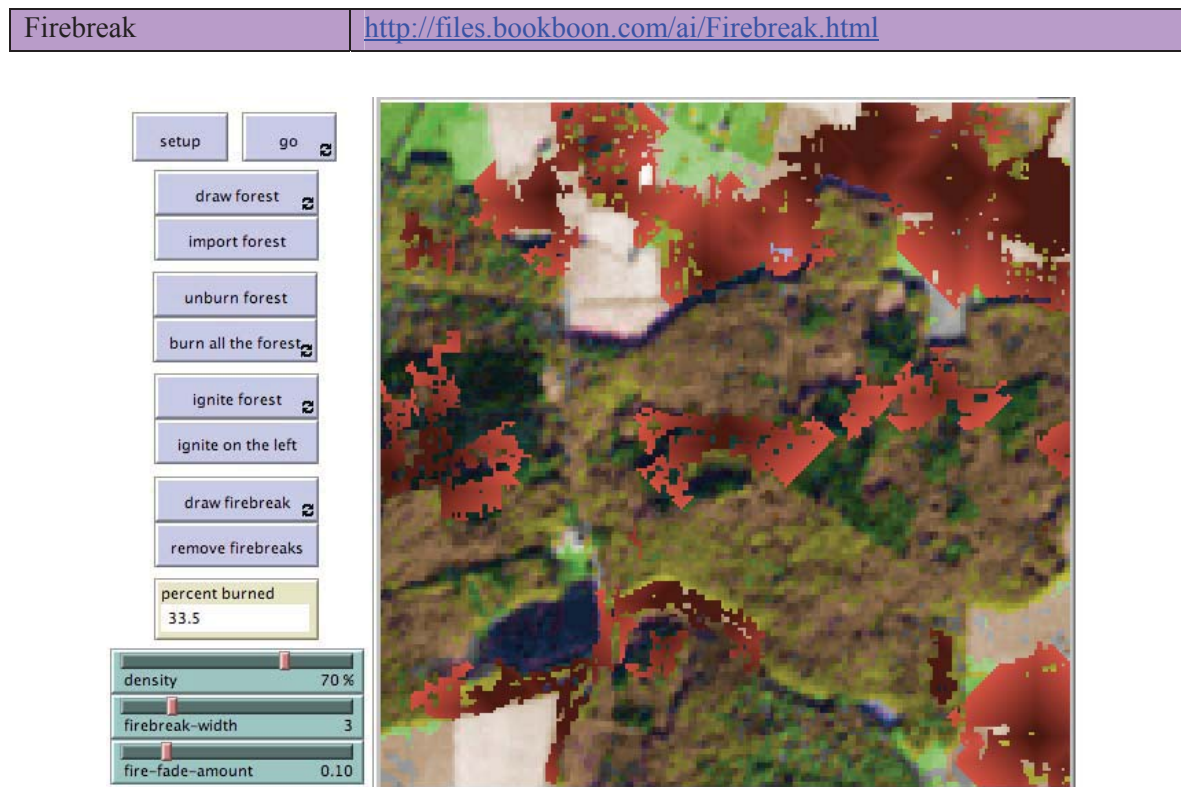 Firebreak http://files.bookboon.com/ai/Firebreak.html
setup go
draw forest
import forest
unburn forest
burn all the forest
ignite forest
ignite on the left
draw firebreak
remove firebreaks
percent burned
33.5
density 70 %
firebreak-width 3
fire-fade-amount 0.10